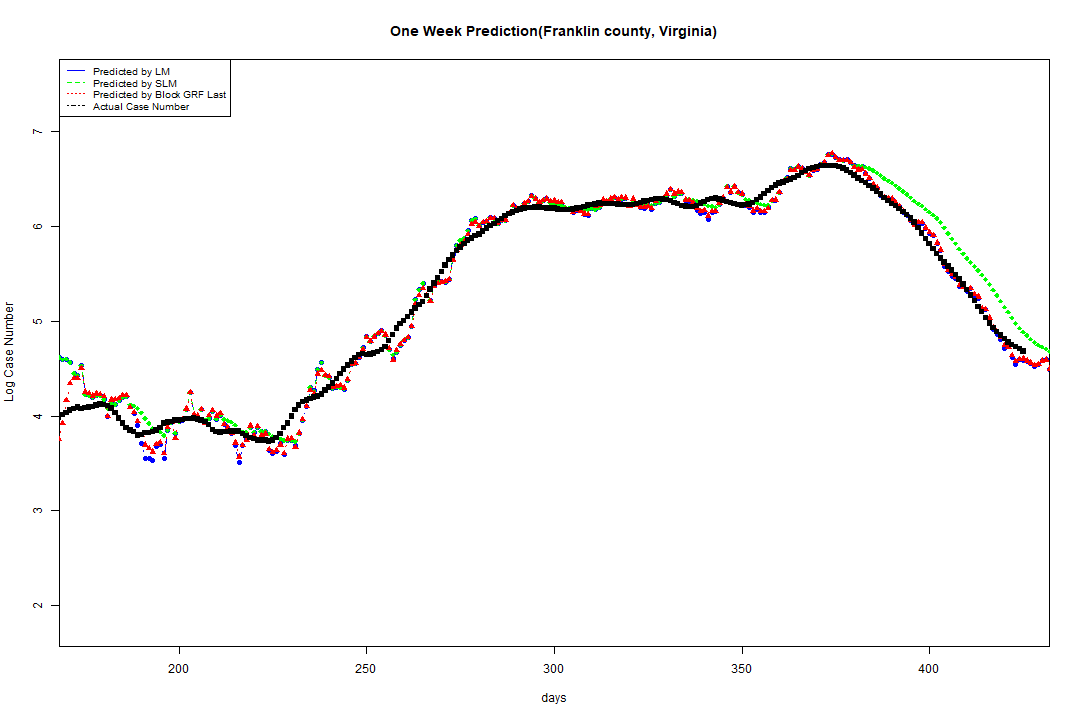 One Week Prediction(Franklin county, Virginia)
Predicted by LM
Predicted by SLM
Predicted by Block GRF Last
Actual Case Number
7
6
5
4
3
2
Log Case Number
200 250 300 350 400
days